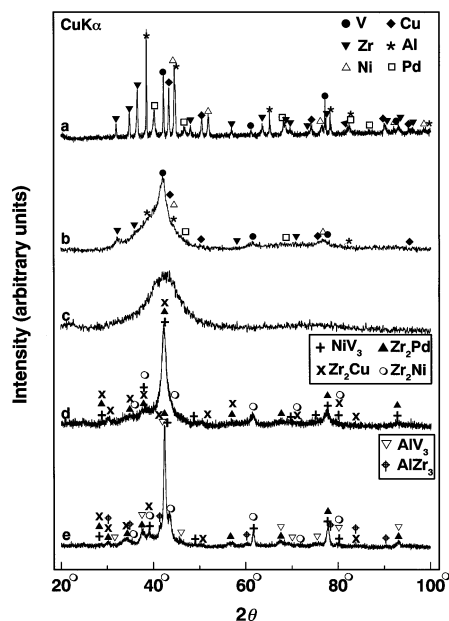 CuKα
● V ◆ Cu
▼ Zr * Al
△ Ni □ Pd
a
b
c
+ NiV₃ ▲ Zr₂Pd
x Zr₂Cu ○ Zr₂Ni
d
▽ AlV₃
⌖ AlZr₃
e
20° 40° 60° 80° 100°
2θ
Intensity (arbitrary units)